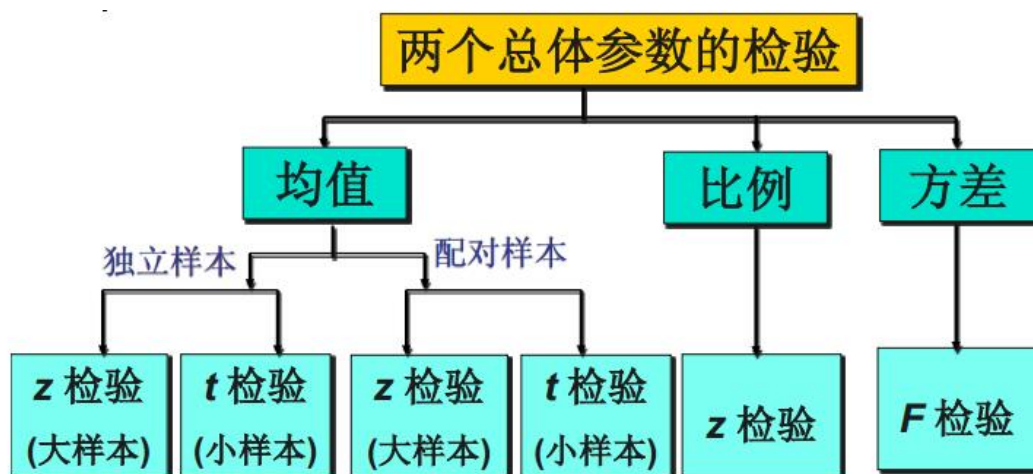 两个总体参数的检验
均值
比例
方差
独立样本
配对样本
z 检验
(大样本)
t 检验
(小样本)
z 检验
(大样本)
t 检验
(小样本)
z 检验
F 检验